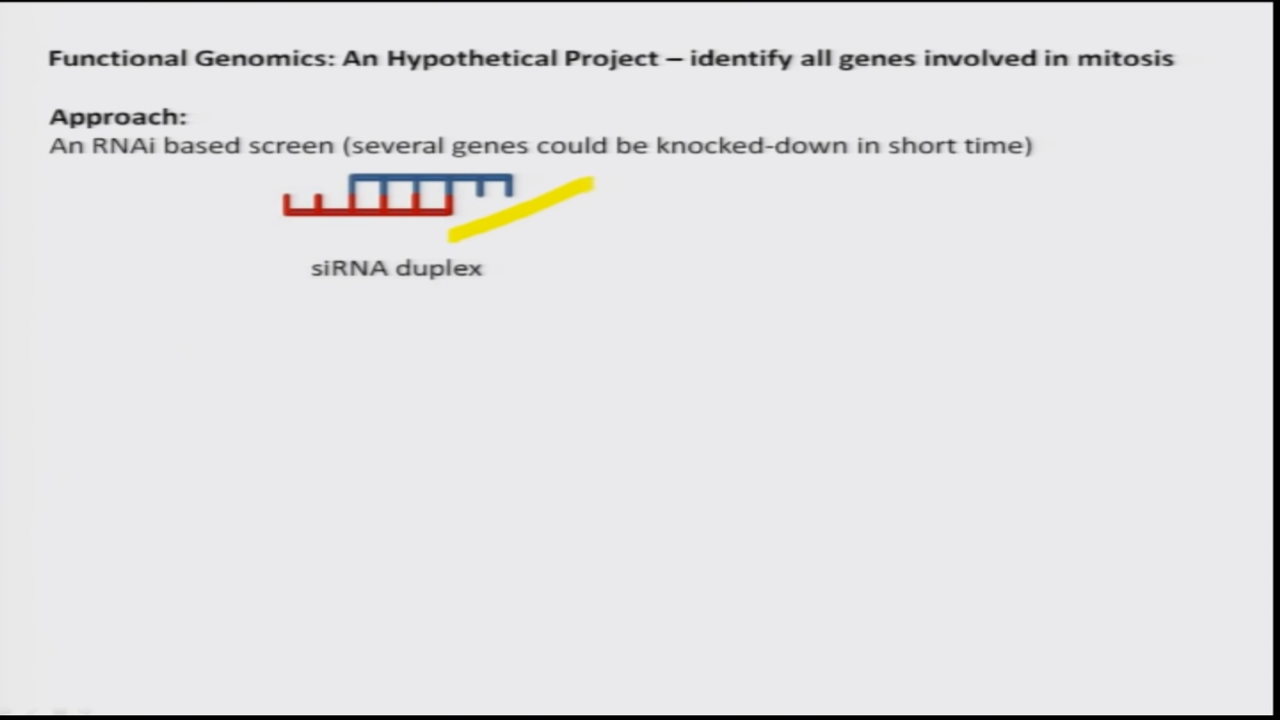 Functional Genomics: An Hypothetical Project – identify all genes involved in mitosis
Approach:
An RNAi based screen (several genes could be knocked-down in short time)
siRNA duplex